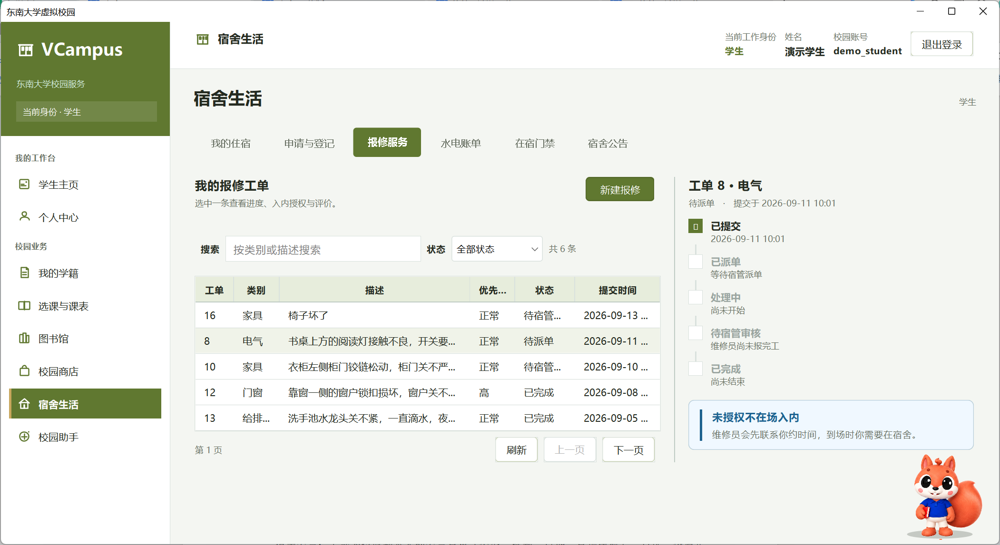 东南大学虚拟校园
VCampus
东南大学校园服务
当前身份 · 学生
我的工作台
学生主页
个人中心
校园业务
我的学籍
选课与课表
图书馆
校园商店
宿舍生活
校园助手
宿舍生活
当前工作身份 姓名 校园账号
学生 演示学生 demo_student
退出登录
宿舍生活
学生
我的住宿 申请与登记 报修服务 水电账单 在宿门禁 宿舍公告
我的报修工单
选中一条查看进度、入内授权与评价。
新建报修
搜索 按类别或描述搜索 状态 全部状态 共 6 条
工单 类别 描述 优先... 状态 提交时间
16 家具 椅子坏了 正常 待宿管... 2026-09-13 ...
8 电气 书桌上方的阅读灯接触不良，开关要... 正常 待派单 2026-09-11 ...
10 家具 衣柜左侧柜门铰链松动，柜门关不严... 正常 待宿管... 2026-09-10 ...
12 门窗 靠窗一侧的窗户锁扣损坏，窗户关不... 高 已完成 2026-09-08 ...
13 给排... 洗手池水龙头关不紧，一直滴水，夜... 正常 已完成 2026-09-05 ...
第 1 页
刷新 上一页 下一页
工单 8 • 电气
待派单 · 提交于 2026-09-11 10:01
已提交
2026-09-11 10:01
已派单
等待宿管派单
处理中
尚未开始
待宿管审核
维修员尚未报完工
已完成
尚未结束
未授权不在场入内
维修员会先联系你约时间，到场时你需要在宿舍。